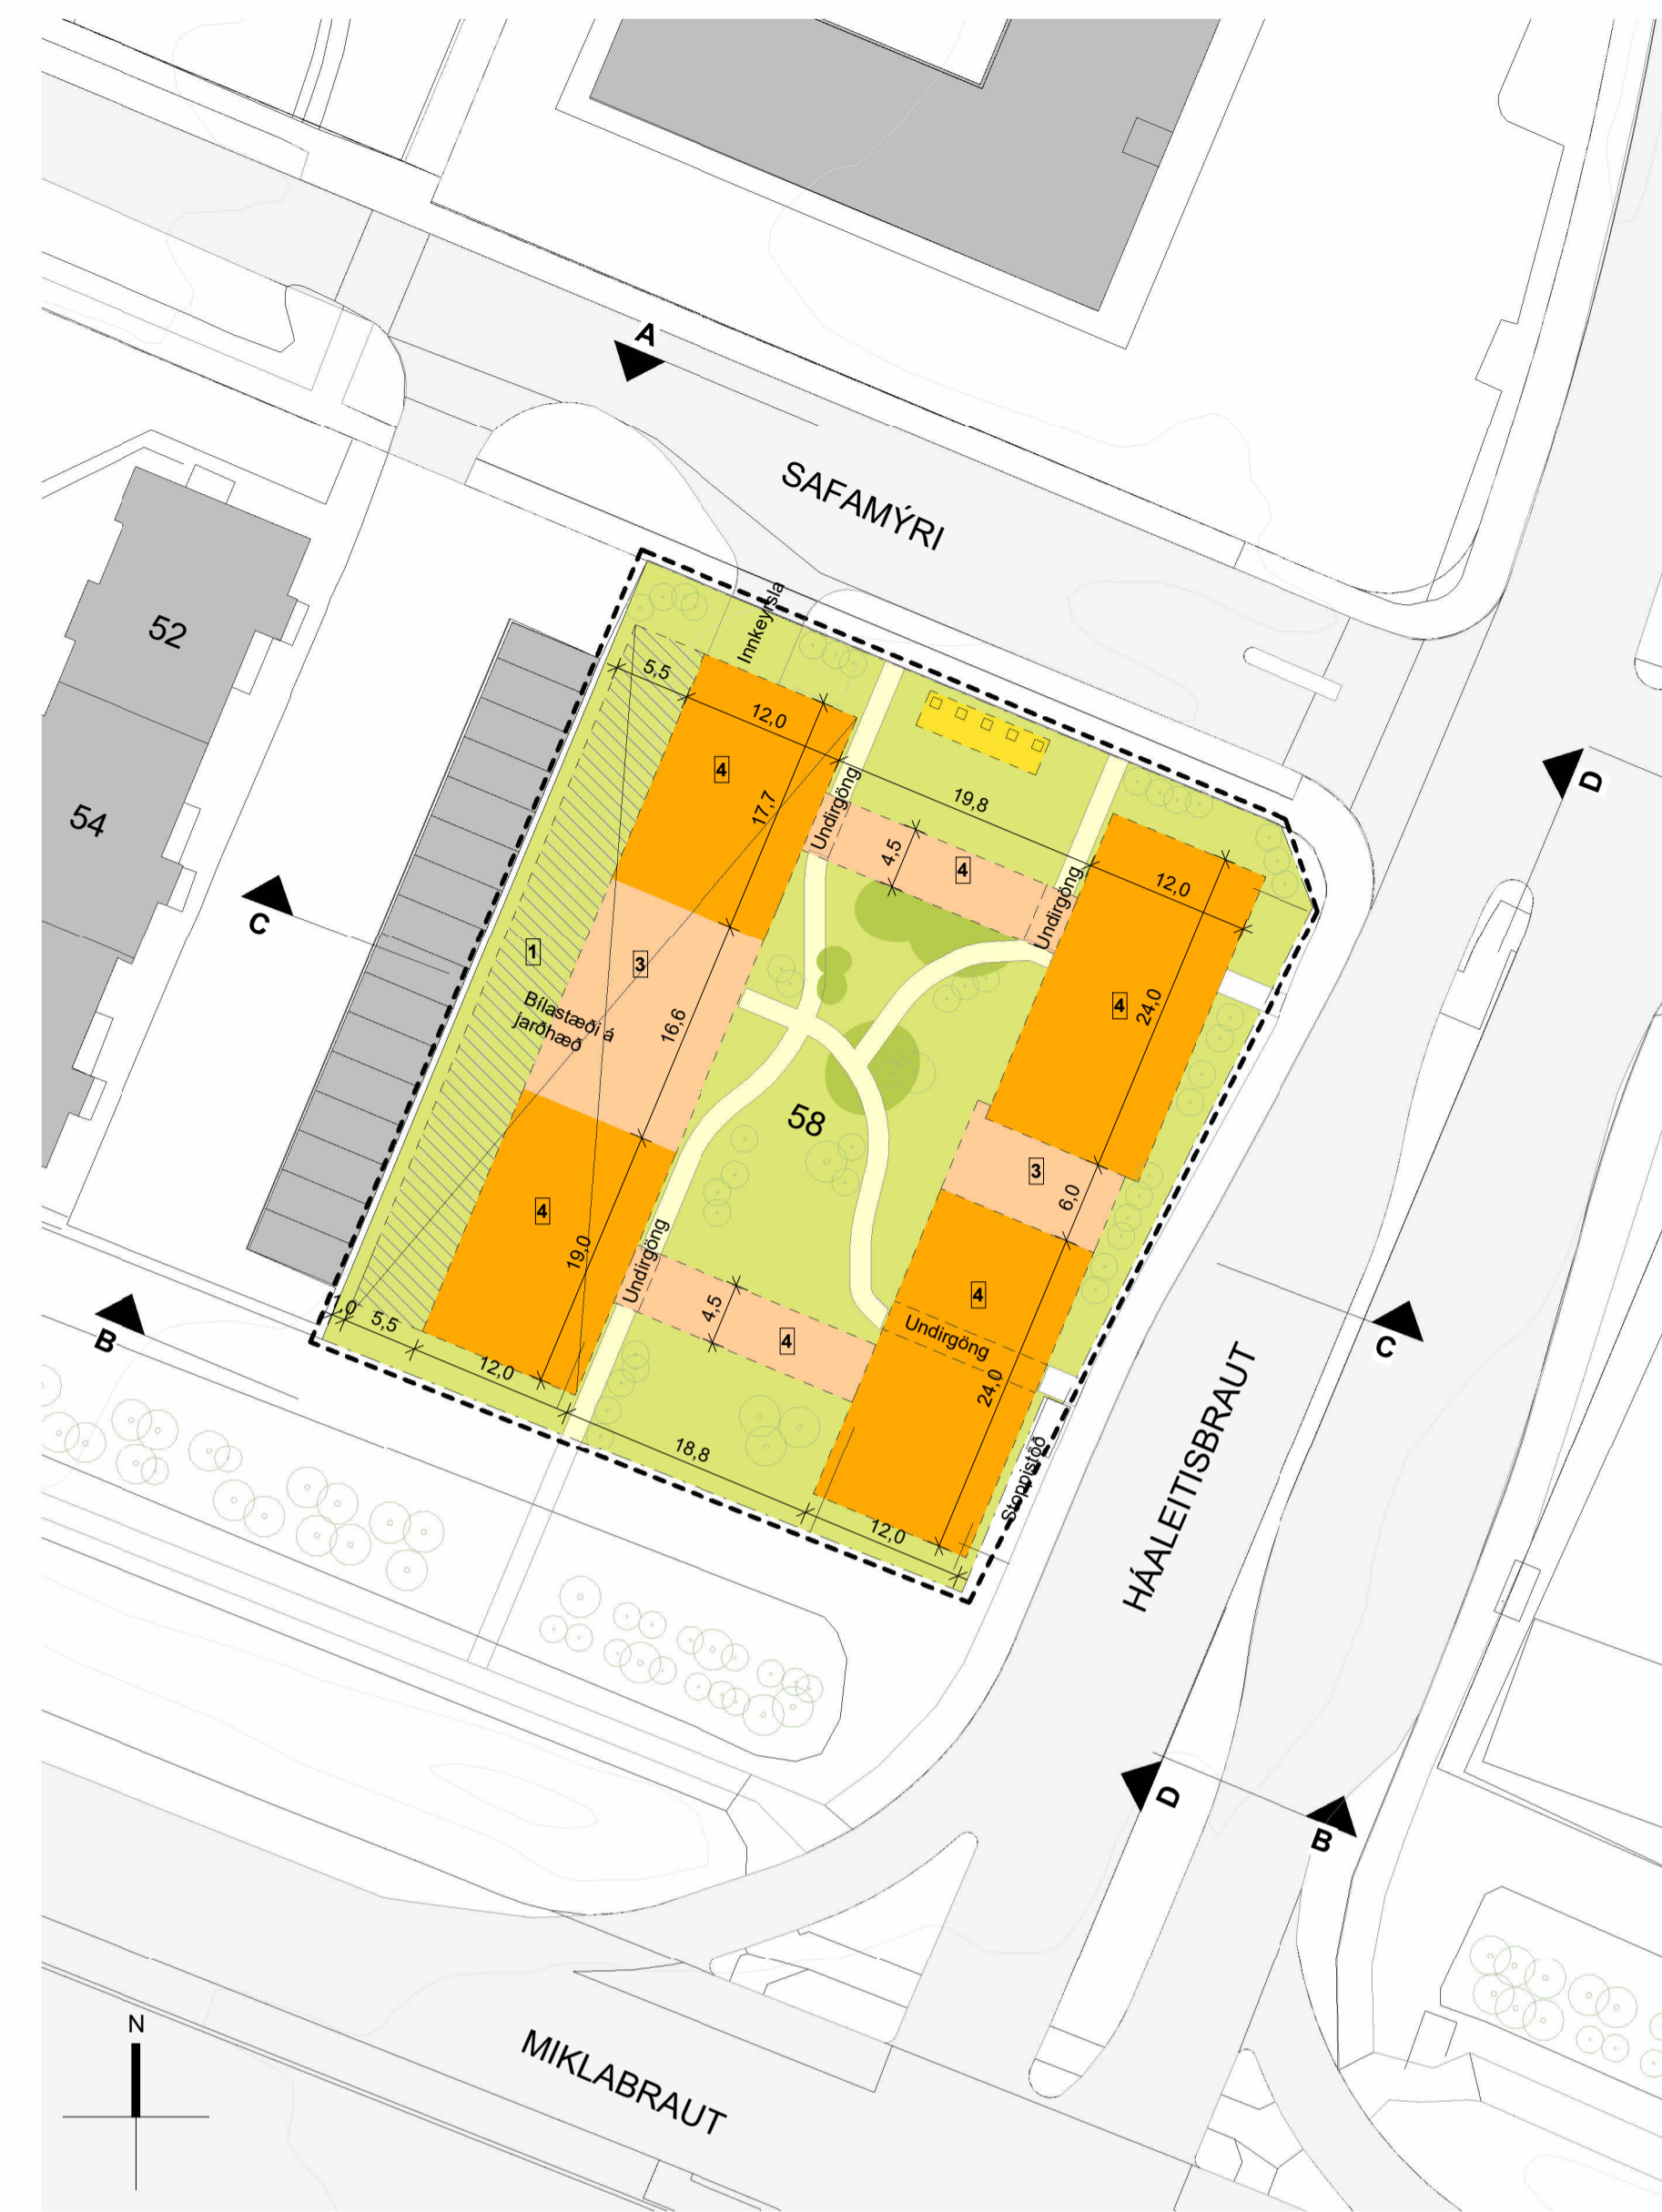 A
SAFAMÝRI
52
54
Innkeyrsla
5,5
12,0
4
17,7
Undirgöng
19,8
4,5
4
Undirgöng
12,0
D
C
1
3
Bílastæði á
jarðhæð
16,6
4
24,0
58
3
6,0
4
19,0
Undirgöng
4,5
4
4
Undirgöng
24,0
B
1,0
5,5
12,0
18,8
12,0
Stoppistöð
C
HÁALEITISBRAUT
D
B
N
MIKLABRAUT